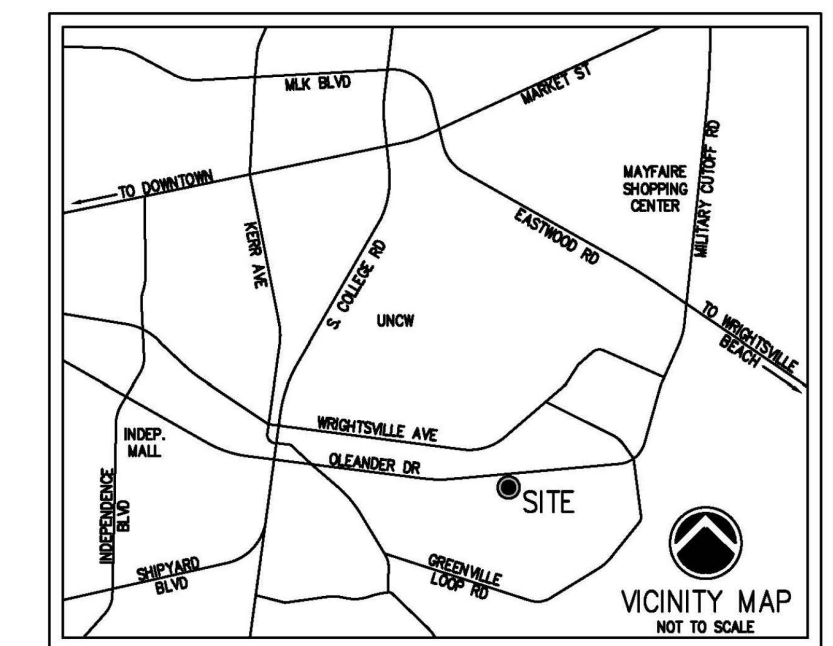 MLK BLVD
MARKET ST
TO DOWNTOWN
MAYFAIRE
SHOPPING
CENTER
MILITARY CUTOFF RD
KERR AVE
S. COLLEGE RD
EASTWOOD RD
UNCW
TO WRIGHTSVILLE
BEACH
INDEP.
MALL
WRIGHTSVILLE AVE
OLEANDER DR
INDEPENDENCE
BLVD
SITE
SHIPYARD
BLVD
GREENVILLE
LOOP RD
VICINITY MAP
NOT TO SCALE